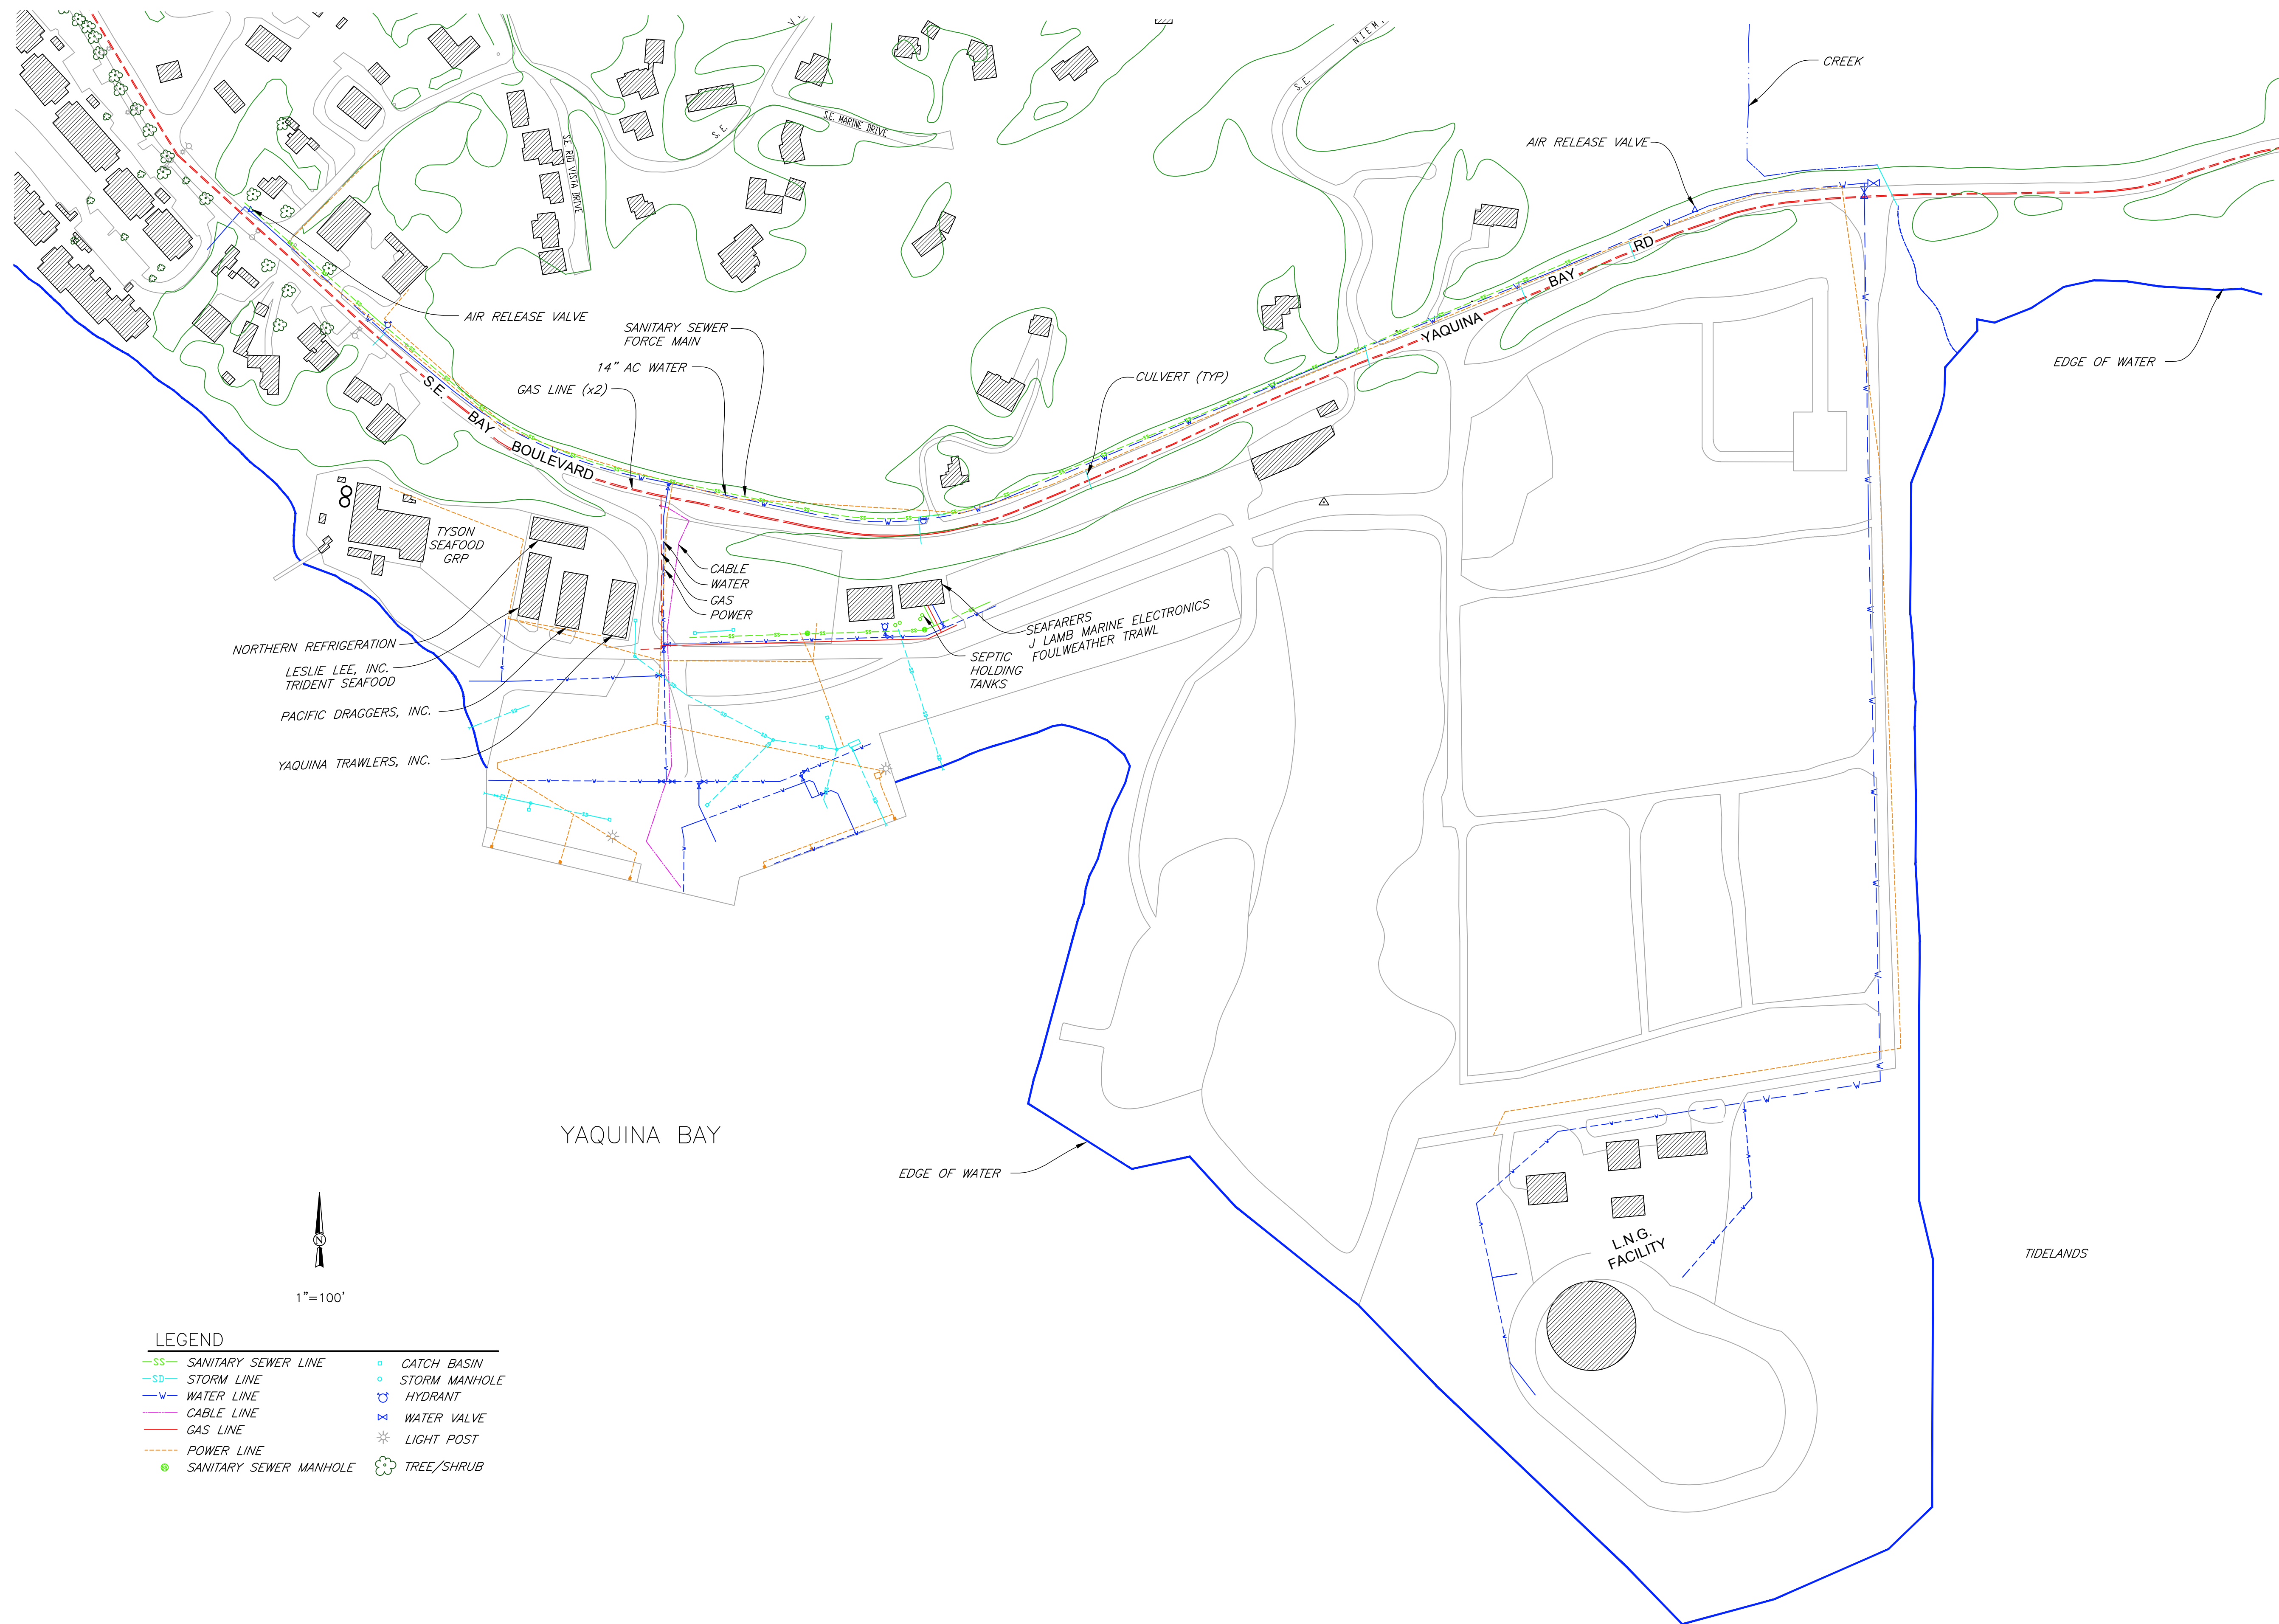 S.E. NIEM
CREEK
S.E. MARINE DRIVE
S.E.
S.E. RIO VISTA DRIVE
AIR RELEASE VALVE
YAQUINA BAY RD
AIR RELEASE VALVE
EDGE OF WATER
SANITARY SEWER
FORCE MAIN
14" AC WATER
GAS LINE (x2)
CULVERT (TYP)
S.E. BAY BOULEVARD
TYSON
SEAFOOD
GRP
CABLE
WATER
GAS
POWER
SEAFARERS
J LAMB MARINE ELECTRONICS
FOULWEATHER TRAWL
SEPTIC
HOLDING
TANKS
NORTHERN REFRIGERATION
LESLIE LEE, INC.
TRIDENT SEAFOOD
PACIFIC DRAGGERS, INC.
YAQUINA TRAWLERS, INC.
YAQUINA BAY
EDGE OF WATER
L.N.G.
FACILITY
TIDELANDS
N
1"=100'
LEGEND
SS SANITARY SEWER LINE
SD STORM LINE
W WATER LINE
CABLE LINE
GAS LINE
POWER LINE
SANITARY SEWER MANHOLE
CATCH BASIN
STORM MANHOLE
HYDRANT
WATER VALVE
LIGHT POST
TREE/SHRUB